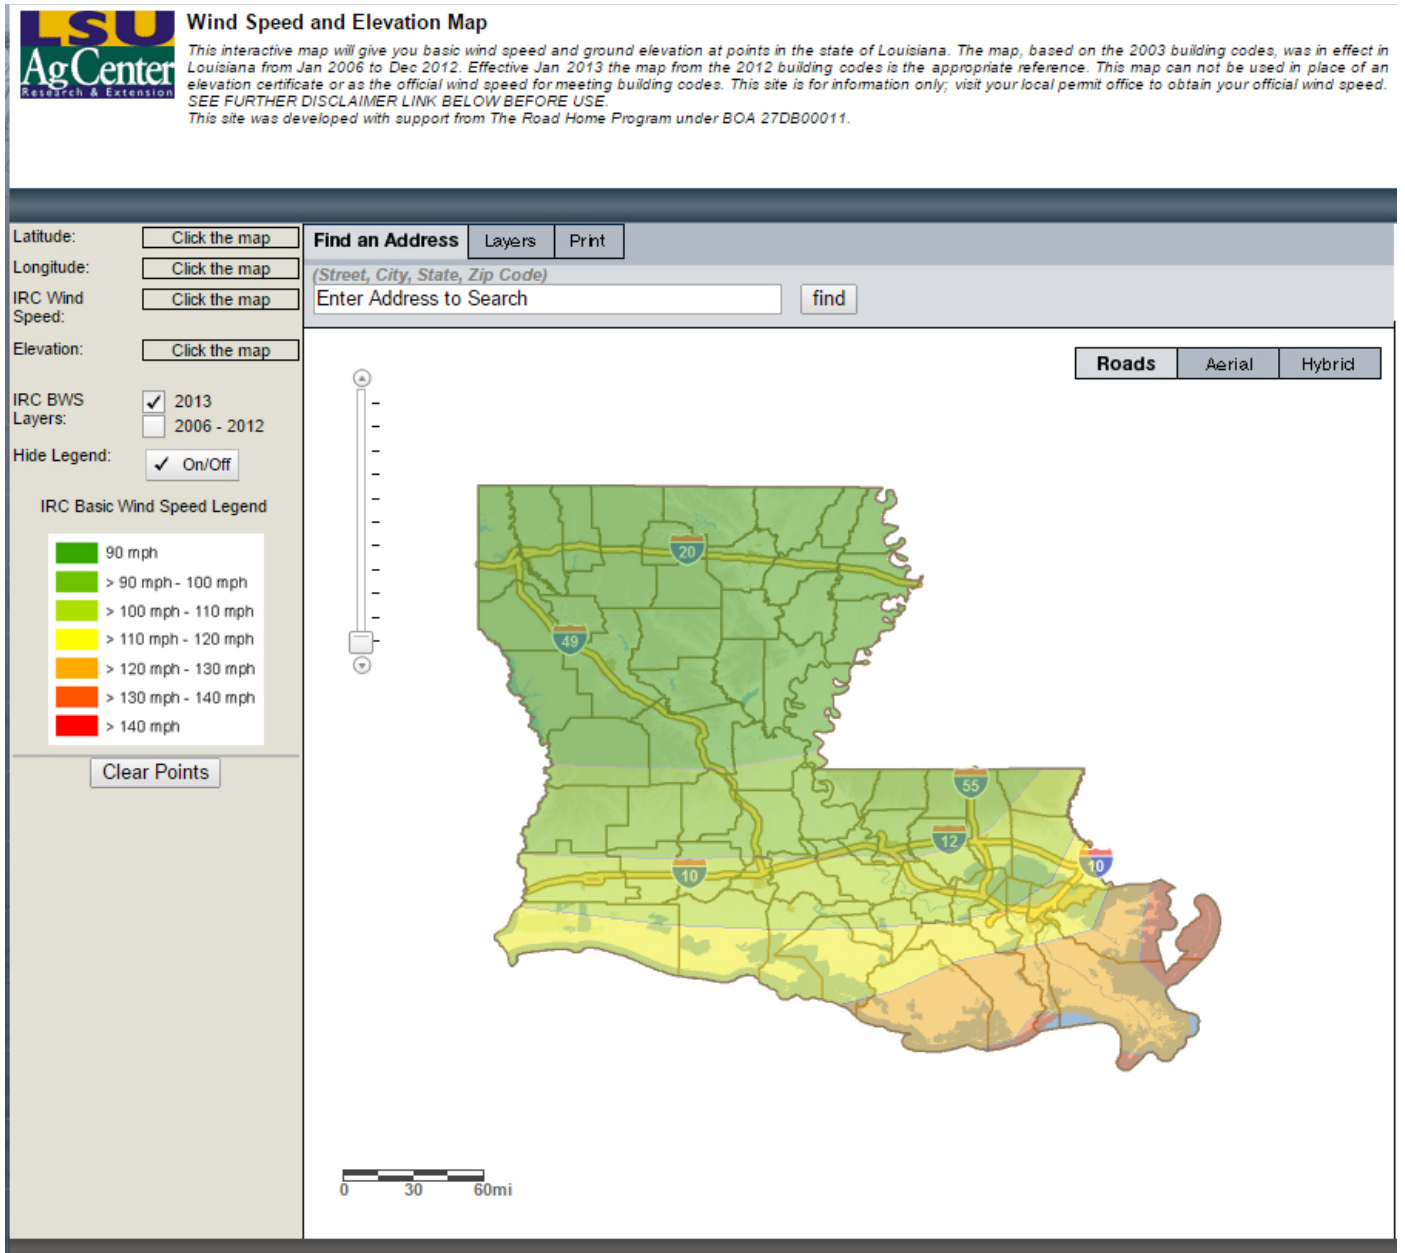 LSU
AgCenter
Research & Extension
Wind Speed and Elevation Map
This interactive map will give you basic wind speed and ground elevation at points in the state of Louisiana. The map, based on the 2003 building codes, was in effect in
Louisiana from Jan 2006 to Dec 2012. Effective Jan 2013 the map from the 2012 building codes is the appropriate reference. This map can not be used in place of an
elevation certificate or as the official wind speed for meeting building codes. This site is for information only; visit your local permit office to obtain your official wind speed.
SEE FURTHER DISCLAIMER LINK BELOW BEFORE USE.
This site was developed with support from The Road Home Program under BOA 27DB00011.
Latitude: Click the map
Longitude: Click the map
IRC Wind Speed: Click the map
Elevation: Click the map
IRC BWS Layers: 2013
2006 - 2012
Hide Legend: On/Off
IRC Basic Wind Speed Legend
90 mph
> 90 mph - 100 mph
> 100 mph - 110 mph
> 110 mph - 120 mph
> 120 mph - 130 mph
> 130 mph - 140 mph
> 140 mph
Clear Points
Find an Address Layers Print
(Street, City, State, Zip Code)
Enter Address to Search find
Roads Aerial Hybrid
20
49
55
12
10
10
0 30 60mi